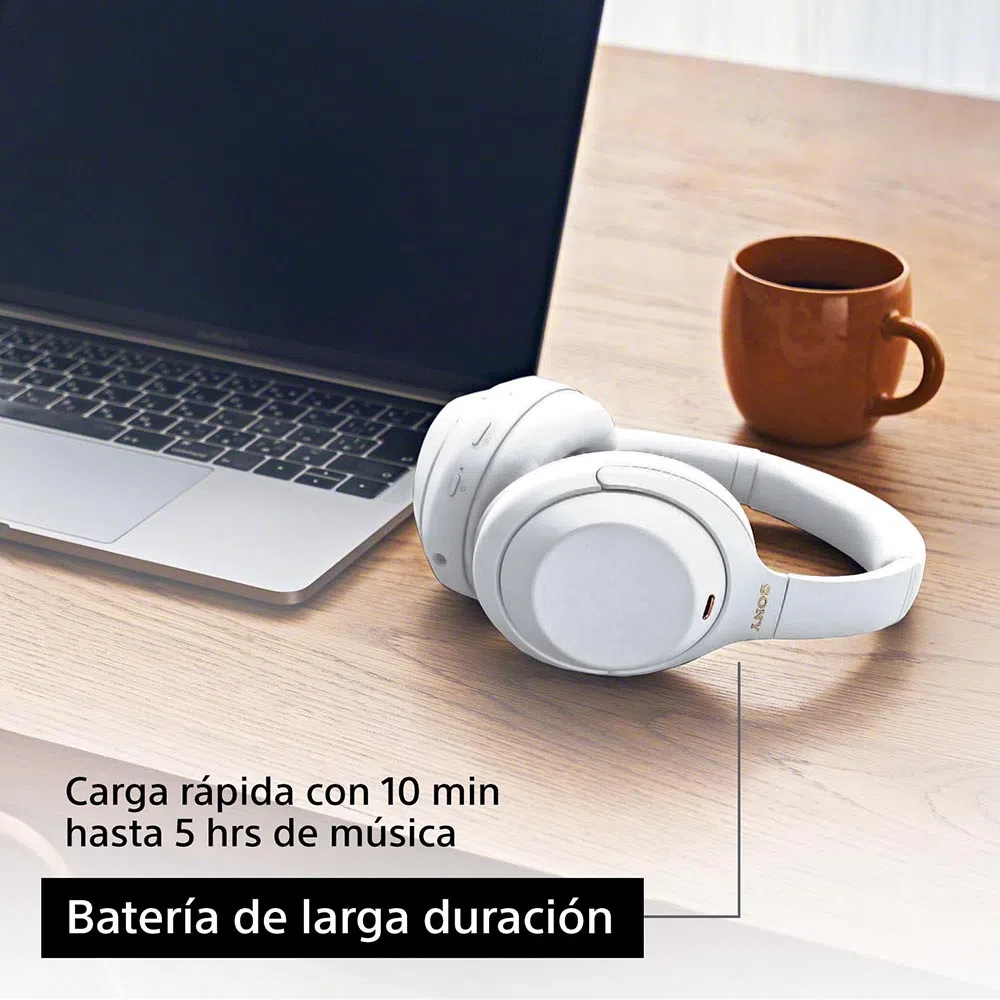 SONY
Carga rápida con 10 min
hasta 5 hrs de música
Batería de larga duración